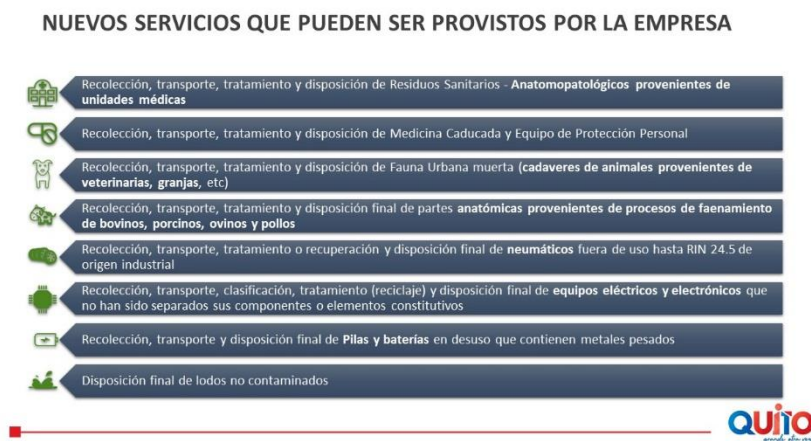 NUEVOS SERVICIOS QUE PUEDEN SER PROVISTOS POR LA EMPRESA
Recolección, transporte, tratamiento y disposición de Residuos Sanitarios - Anatomopatológicos provenientes de
unidades médicas
Recolección, transporte, tratamiento y disposición de Medicina Caducada y Equipo de Protección Personal
Recolección, transporte, tratamiento y disposición de Fauna Urbana muerta (cadaveres de animales provenientes de
veterinarias, granjas, etc)
Recolección, transporte, tratamiento y disposición final de partes anatómicas provenientes de procesos de faenamiento
de bovinos, porcinos, ovinos y pollos
Recolección, transporte, tratamiento o recuperación y disposición final de neumáticos fuera de uso hasta RIN 24.5 de
origen industrial
Recolección, transporte, clasificación, tratamiento (reciclaje) y disposición final de equipos eléctricos y electrónicos que
no han sido separados sus componentes o elementos constitutivos
Recolección, transporte y disposición final de Pilas y baterías en desuso que contienen metales pesados
Disposición final de lodos no contaminados
QUITO